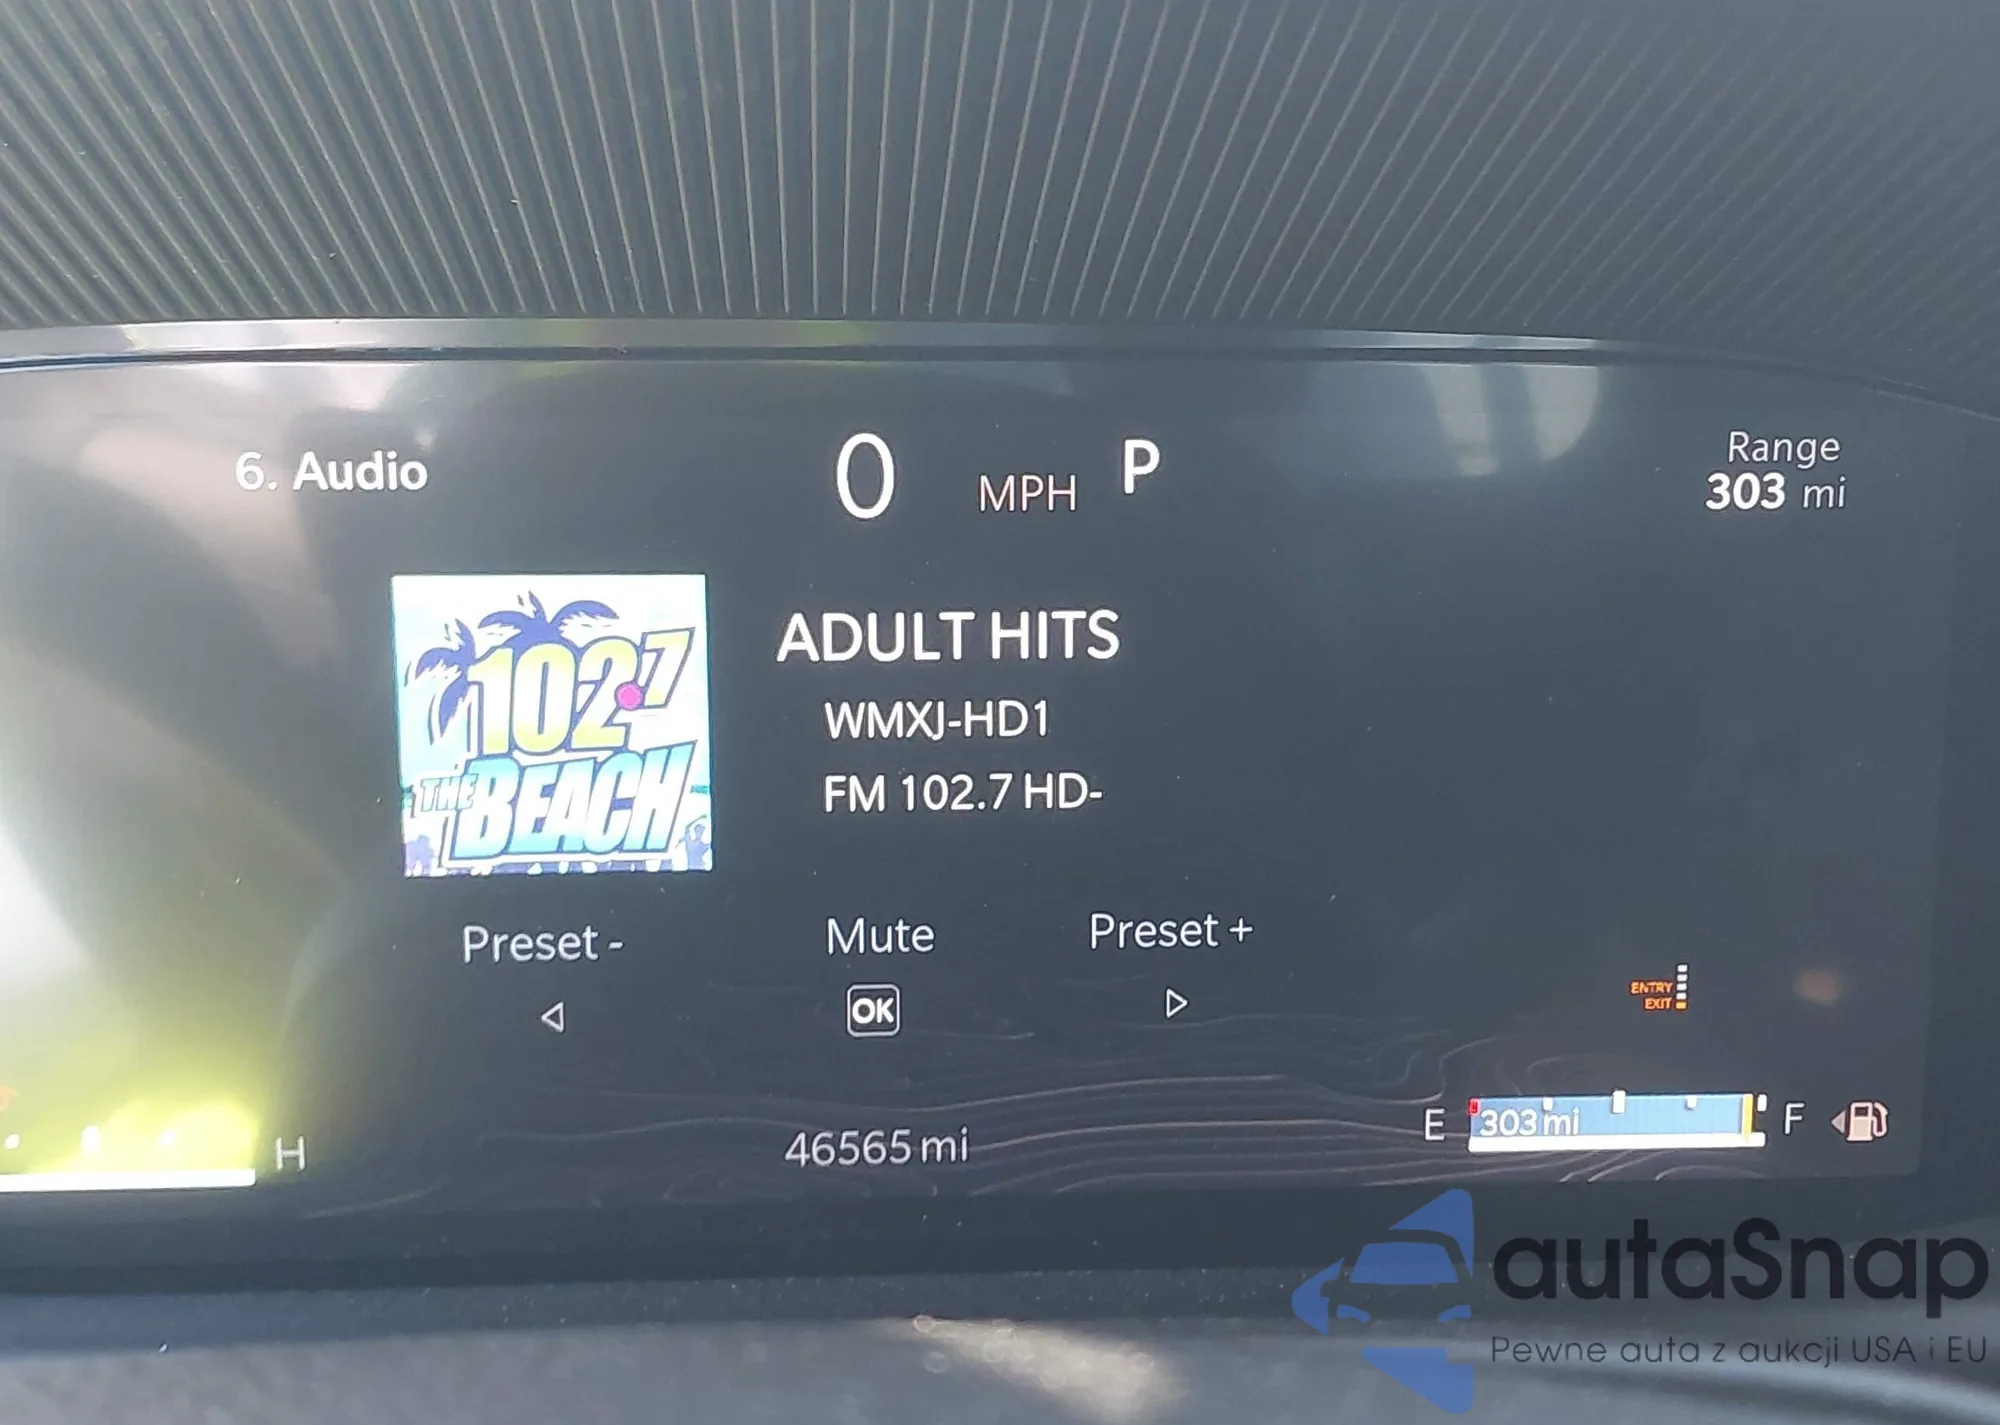 6. Audio
0 MPH P
Range
303 mi
102.7
THE BEACH
ADULT HITS
WMXJ-HD1
FM 102.7 HD-
Preset -
Mute
Preset +
OK
ENTRY
EXIT
H
46565 mi
E 303 mi F
autaSnap
Pewne auta z aukcji USA i EU